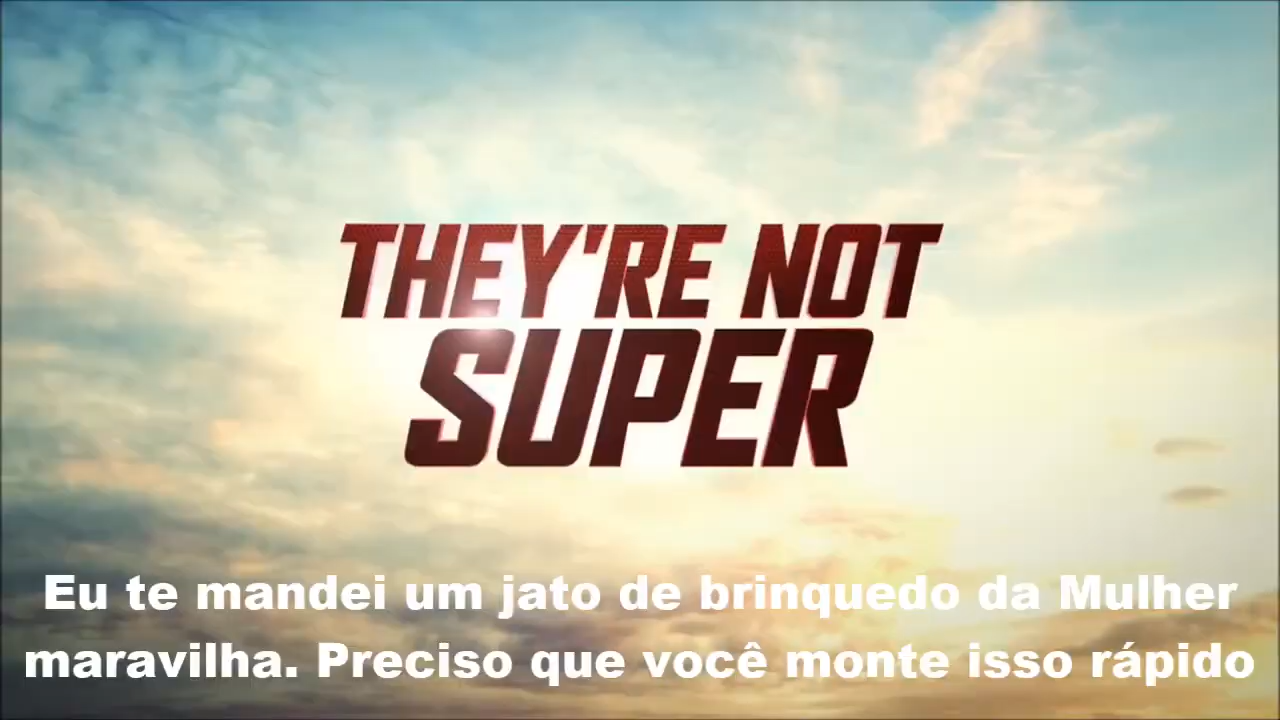 THEY'RE NOT
SUPER
Eu te mandei um jato de brinquedo da Mulher
maravilha. Preciso que você monte isso rápido